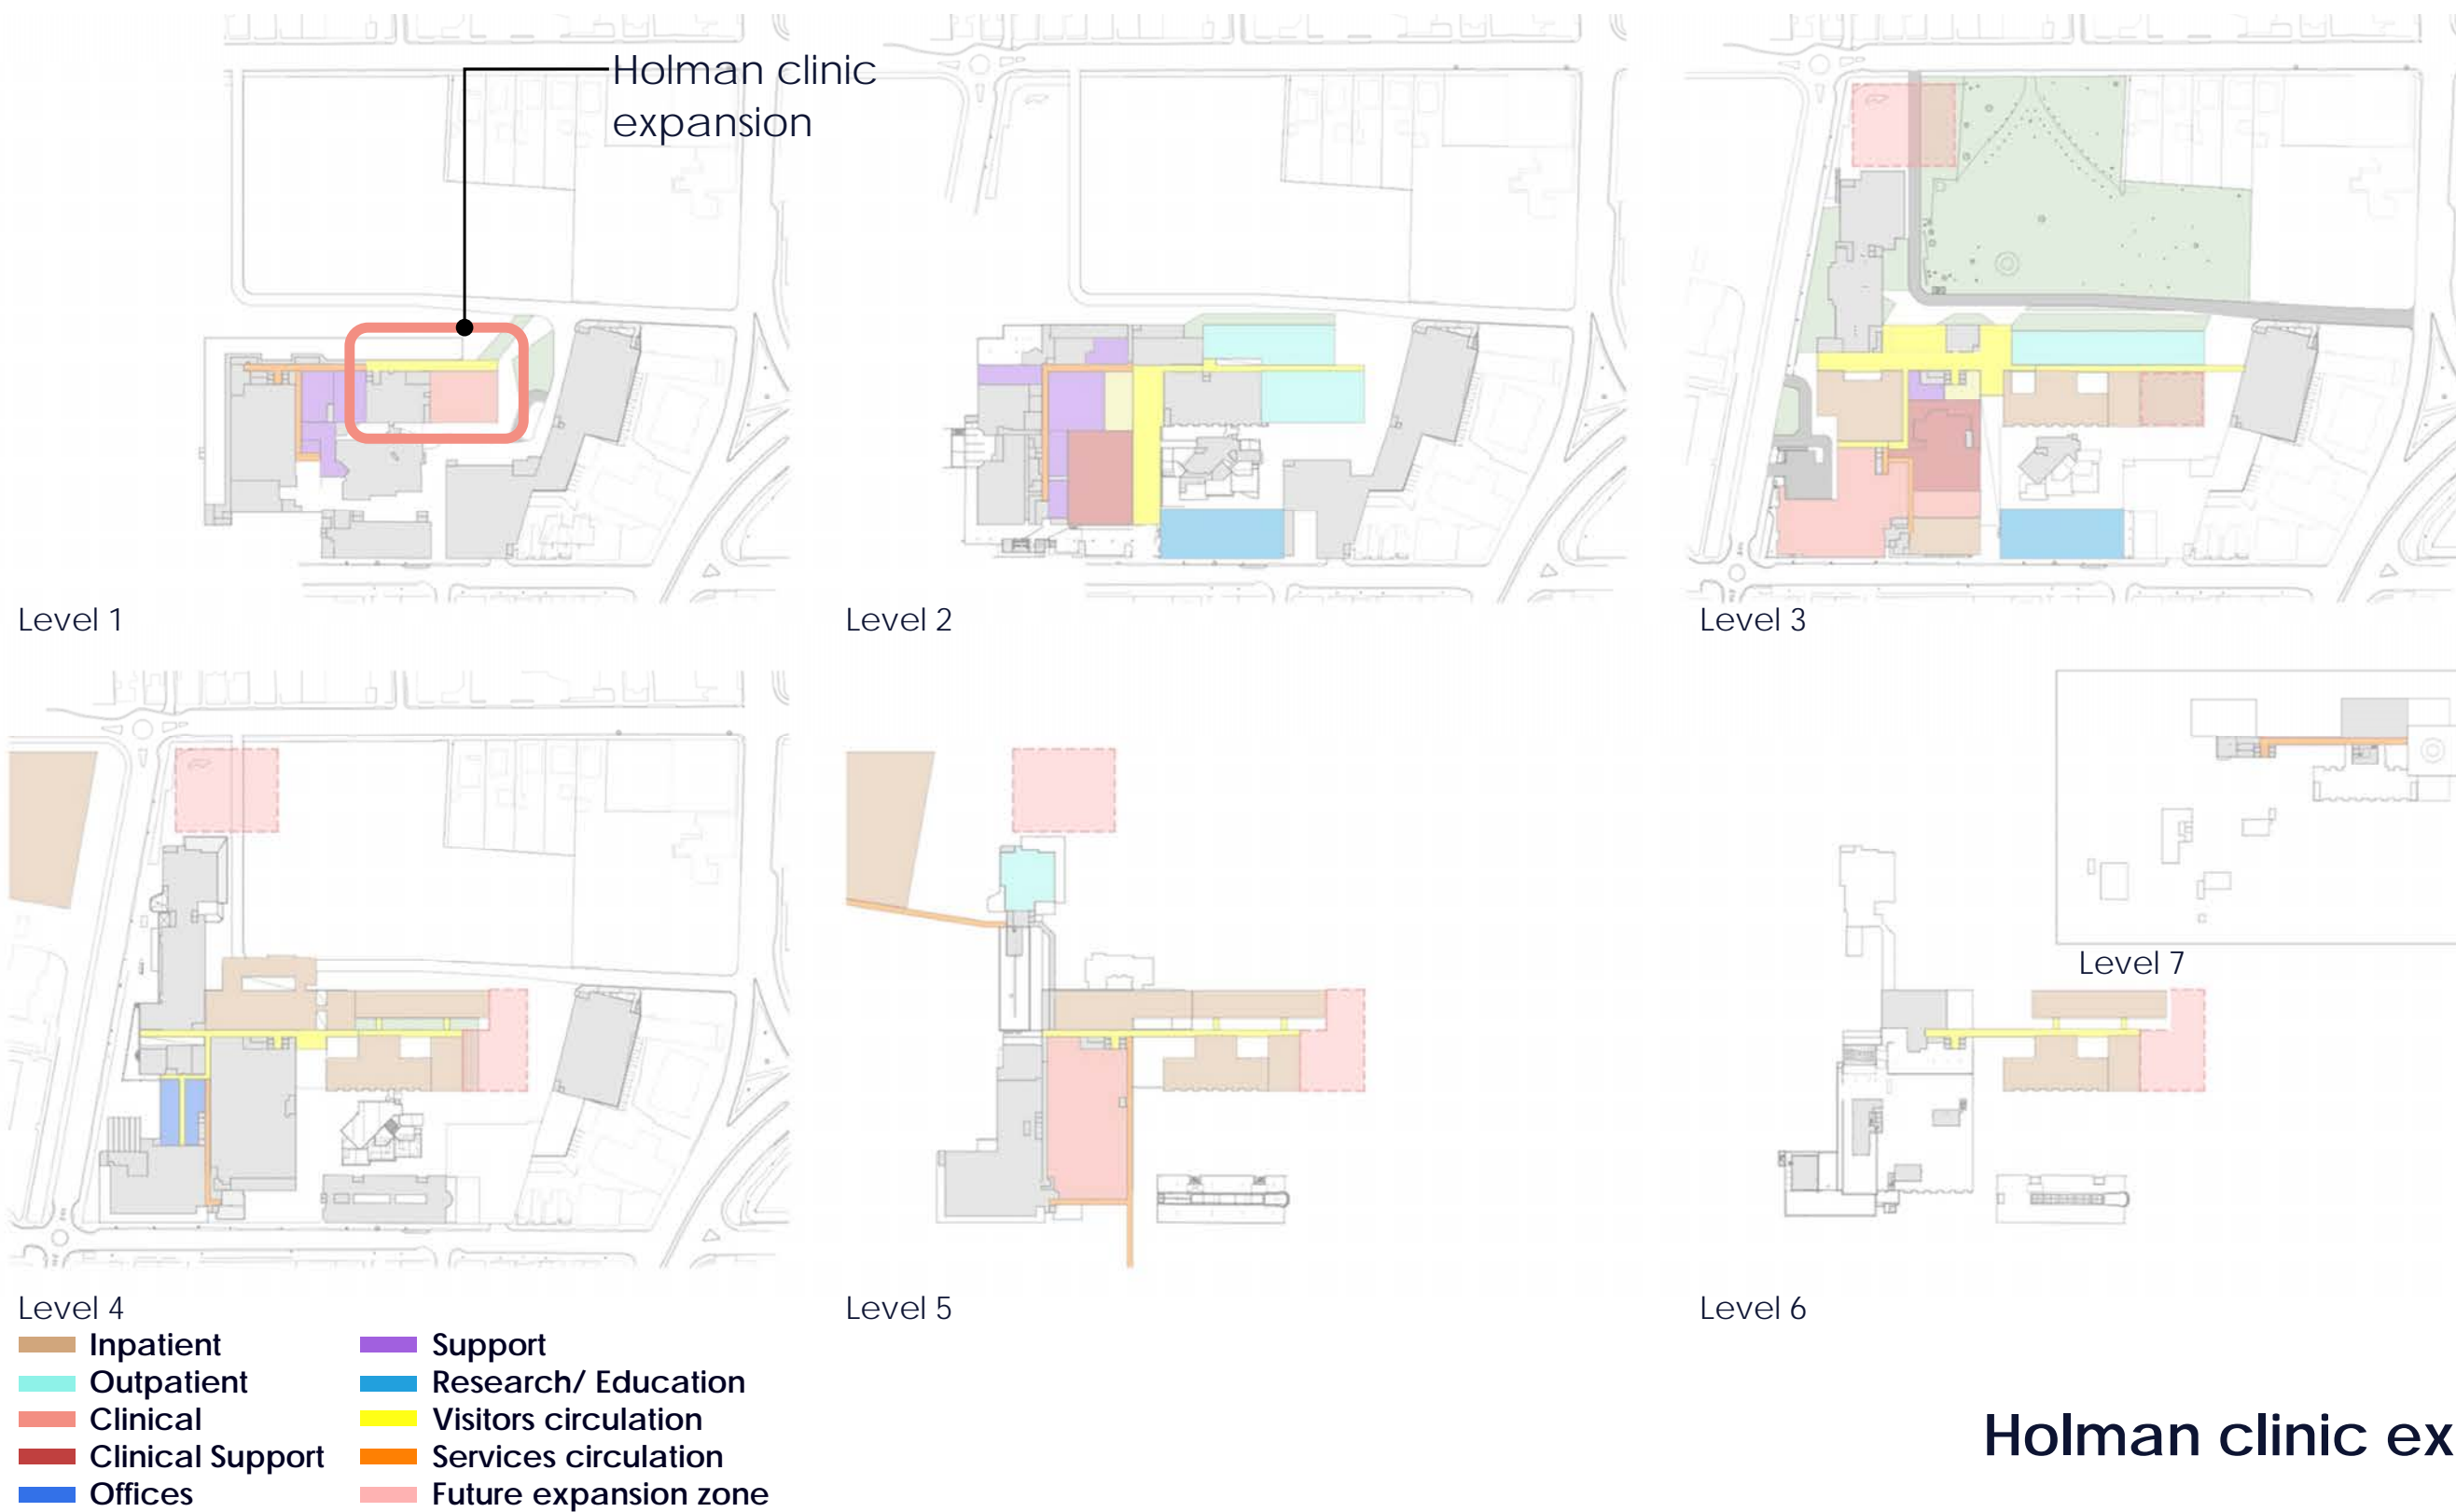 Holman clinic
expansion
Level 1
Level 2
Level 3
Level 7
Level 4
Level 5
Level 6
Inpatient
Outpatient
Clinical
Clinical Support
Offices
Support
Research/ Education
Visitors circulation
Services circulation
Future expansion zone
Holman clinic ex